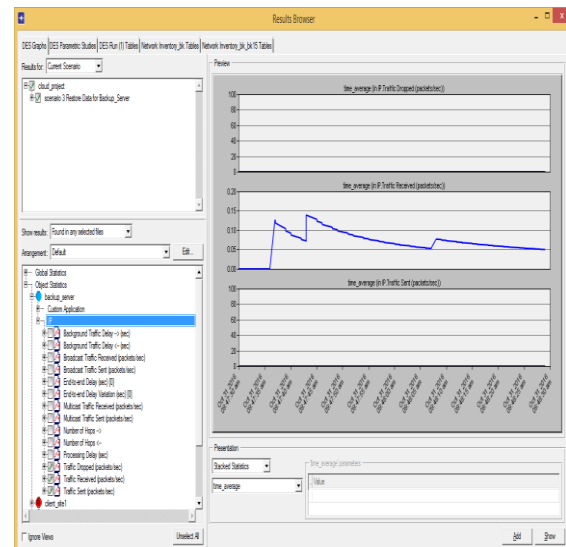 Results Browser
DES Graphs DES Parametric Studies DES Run (1) Tables Network Inventory_bk Tables Network Inventory_bk_bk15 Tables
Results for: Current Scenario
cloud_project
scenario 3 Restore Data for Backup_Server
Show results: Found in any selected files
Arrangement: Default Edit...
Global Statistics
Object Statistics
backup_server
Custom Application
IP
Background Traffic Delay --> (sec)
Background Traffic Delay <-- (sec)
Broadcast Traffic Received (packets/sec)
Broadcast Traffic Sent (packets/sec)
End-to-end Delay (sec) [0]
End-to-end Delay Variation (sec) [0]
Multicast Traffic Received (packets/sec)
Multicast Traffic Sent (packets/sec)
Number of Hops -->
Number of Hops <--
Processing Delay (sec)
Traffic Dropped (packets/sec)
Traffic Received (packets/sec)
Traffic Sent (packets/sec)
client_site1
Ignore Views Unselect All
Preview
time_average (in IP.Traffic Dropped (packets/sec))
100
80
60
40
20
0
time_average (in IP.Traffic Received (packets/sec))
0.20
0.15
0.10
0.05
0.00
time_average (in IP.Traffic Sent (packets/sec))
100
80
60
40
20
0
Presentation
Stacked Statistics
time_average
time_average parameters
Value
Add Show